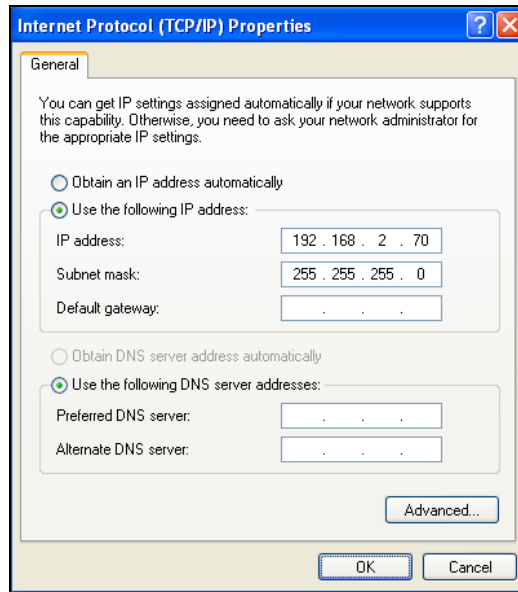 Internet Protocol (TCP/IP) Properties
General
You can get IP settings assigned automatically if your network supports
this capability. Otherwise, you need to ask your network administrator for
the appropriate IP settings.
Obtain an IP address automatically
Use the following IP address:
IP address: 192 . 168 . 2 . 70
Subnet mask: 255 . 255 . 255 . 0
Default gateway: . . .
Obtain DNS server address automatically
Use the following DNS server addresses:
Preferred DNS server: . . .
Alternate DNS server: . . .
Advanced...
OK Cancel